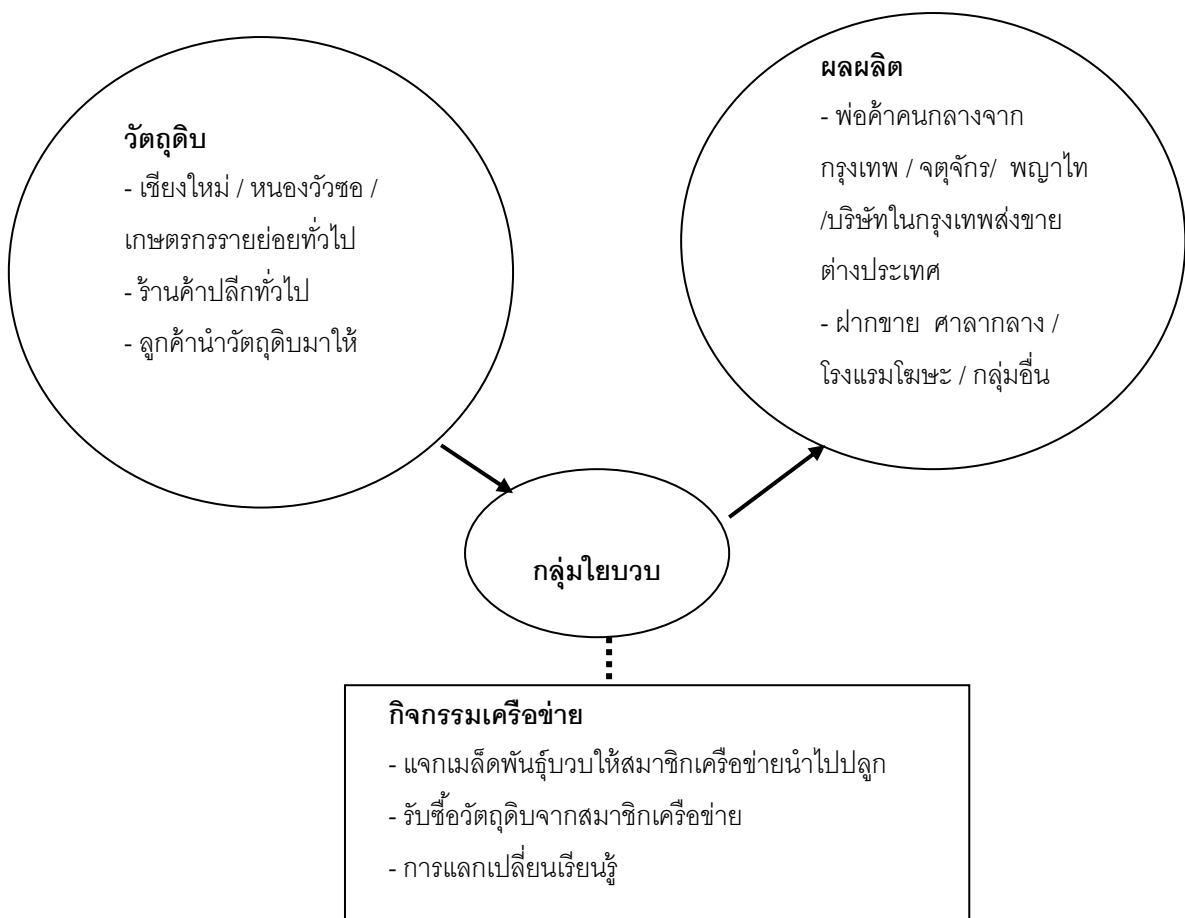 วัตถุดิบ
- เชียงใหม่ / หนองวัวซอ /
เกษตรกรรายย่อยทั่วไป
- ร้านค้าปลีกทั่วไป
- ลูกค้านำวัตถุดิบมาให้
ผลผลิต
- พ่อค้าคนกลางจาก
กรุงเทพ / จตุจักร/ พญาไท
/บริษัทในกรุงเทพส่งขาย
ต่างประเทศ
- ฝากขาย ศาลากลาง /
โรงแรมโฆษะ / กลุ่มอื่น
กลุ่มใยบวบ
กิจกรรมเครือข่าย
- แจกเมล็ดพันธุ์บวบให้สมาชิกเครือข่ายนำไปปลูก
- รับซื้อวัตถุดิบจากสมาชิกเครือข่าย
- การแลกเปลี่ยนเรียนรู้